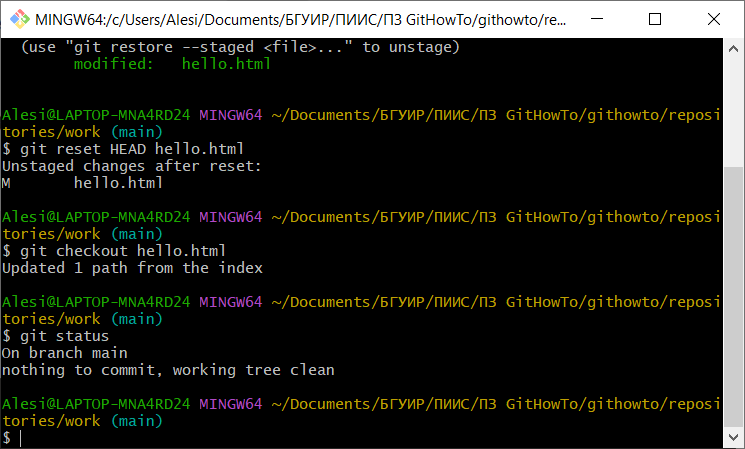 MINGW64:/c/Users/Alesi/Documents/БГУИР/ПИИС/ПЗ GitHowTo/githowto/re...
(use "git restore --staged <file>..." to unstage)
modified:   hello.html
Alesi@LAPTOP-MNA4RD24 MINGW64 ~/Documents/БГУИР/ПИИС/ПЗ GitHowTo/githowto/reposi
tories/work (main)
$ git reset HEAD hello.html
Unstaged changes after reset:
M       hello.html
Alesi@LAPTOP-MNA4RD24 MINGW64 ~/Documents/БГУИР/ПИИС/ПЗ GitHowTo/githowto/reposi
tories/work (main)
$ git checkout hello.html
Updated 1 path from the index
Alesi@LAPTOP-MNA4RD24 MINGW64 ~/Documents/БГУИР/ПИИС/ПЗ GitHowTo/githowto/reposi
tories/work (main)
$ git status
On branch main
nothing to commit, working tree clean
Alesi@LAPTOP-MNA4RD24 MINGW64 ~/Documents/БГУИР/ПИИС/ПЗ GitHowTo/githowto/reposi
tories/work (main)
$